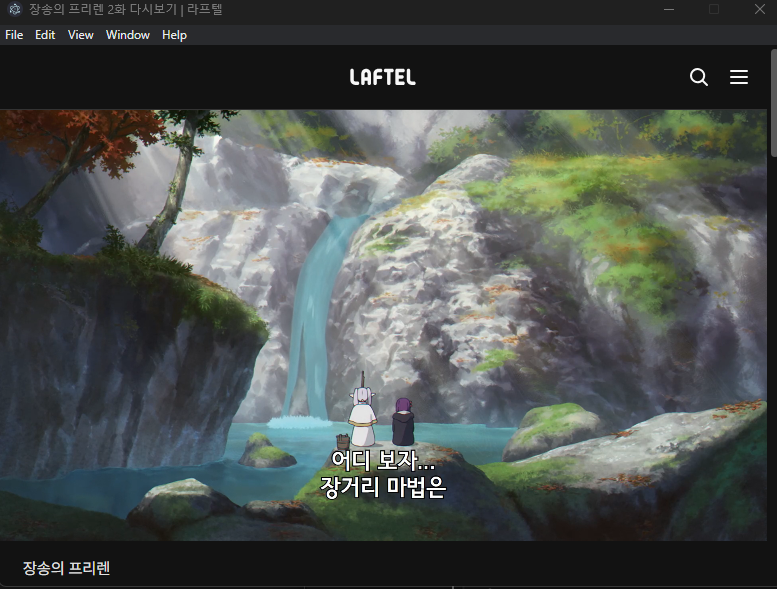 장송의 프리렌 2화 다시보기 | 라프텔
File Edit View Window Help
LAFTEL
어디 보자...
장거리 마법은
장송의 프리렌